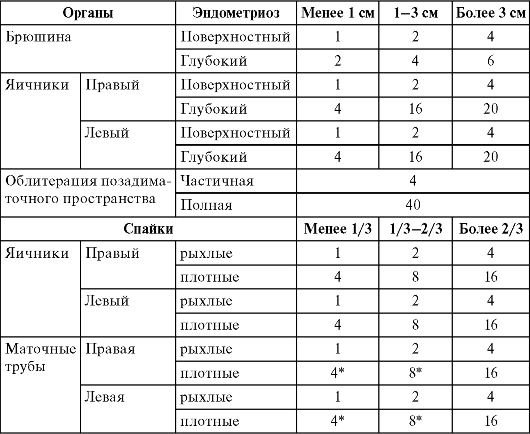 Органы Эндометриоз Менее 1 см 1–3 см Более 3 см
Брюшина Поверхностный 1 2 4
Глубокий 2 4 6
Яичники Правый Поверхностный 1 2 4
Глубокий 4 16 20
Левый Поверхностный 1 2 4
Глубокий 4 16 20
Облитерация позадима- Частичная 4
точного пространства
Полная 40
Спайки Менее 1/3 1/3–2/3 Более 2/3
Яичники Правый рыхлые 1 2 4
плотные 4 8 16
Левый рыхлые 1 2 4
плотные 4 8 16
Маточные Правая рыхлые 1 2 4
трубы плотные 4* 8* 16
Левая рыхлые 1 2 4
плотные 4* 8* 16